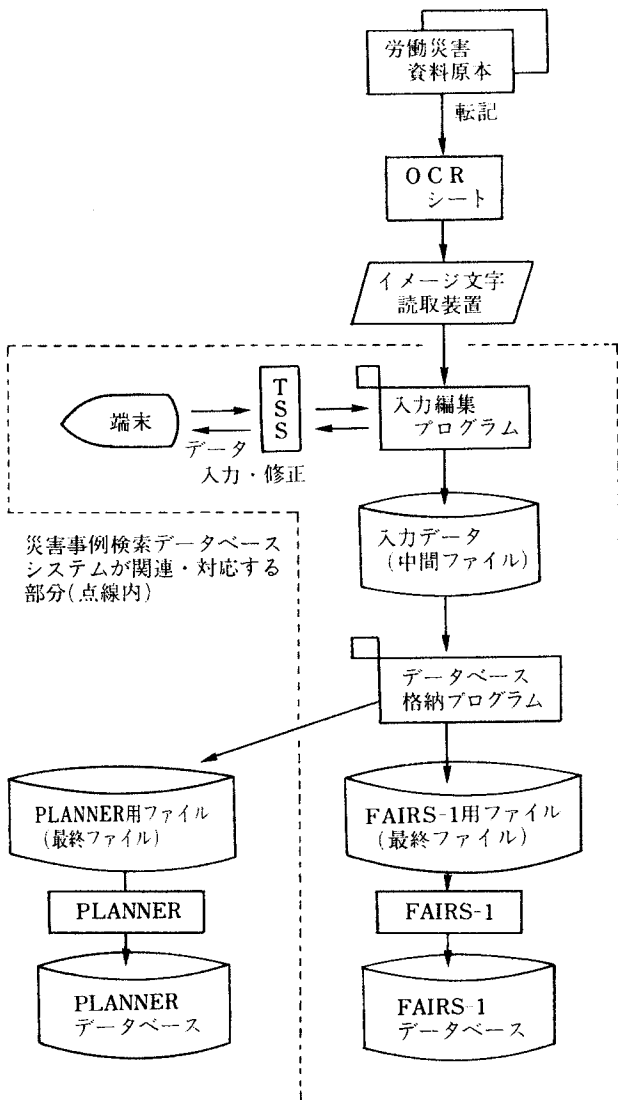 労働災害
資料原本
転記
OCR
シート
イメージ文字
読取装置
端末
TSS
入力編集
プログラム
データ
入力・修正
災害事例検索データベース
システムが関連・対応する
部分(点線内)
入力データ
(中間ファイル)
データベース
格納プログラム
PLANNER用ファイル
(最終ファイル)
FAIRS-1用ファイル
(最終ファイル)
PLANNER
FAIRS-1
PLANNER
データベース
FAIRS-1
データベース